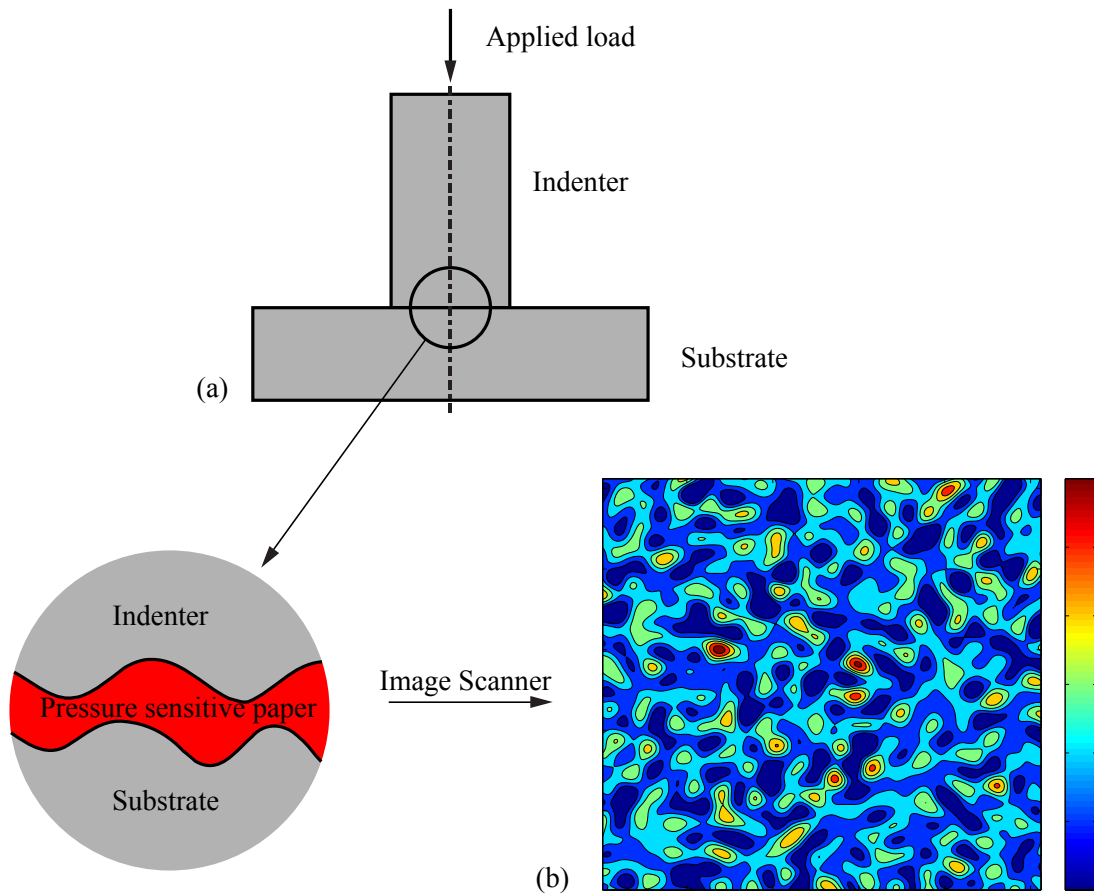 Applied load
Indenter
Substrate
(a)
Indenter
Pressure sensitive paper
Substrate
Image Scanner
(b)